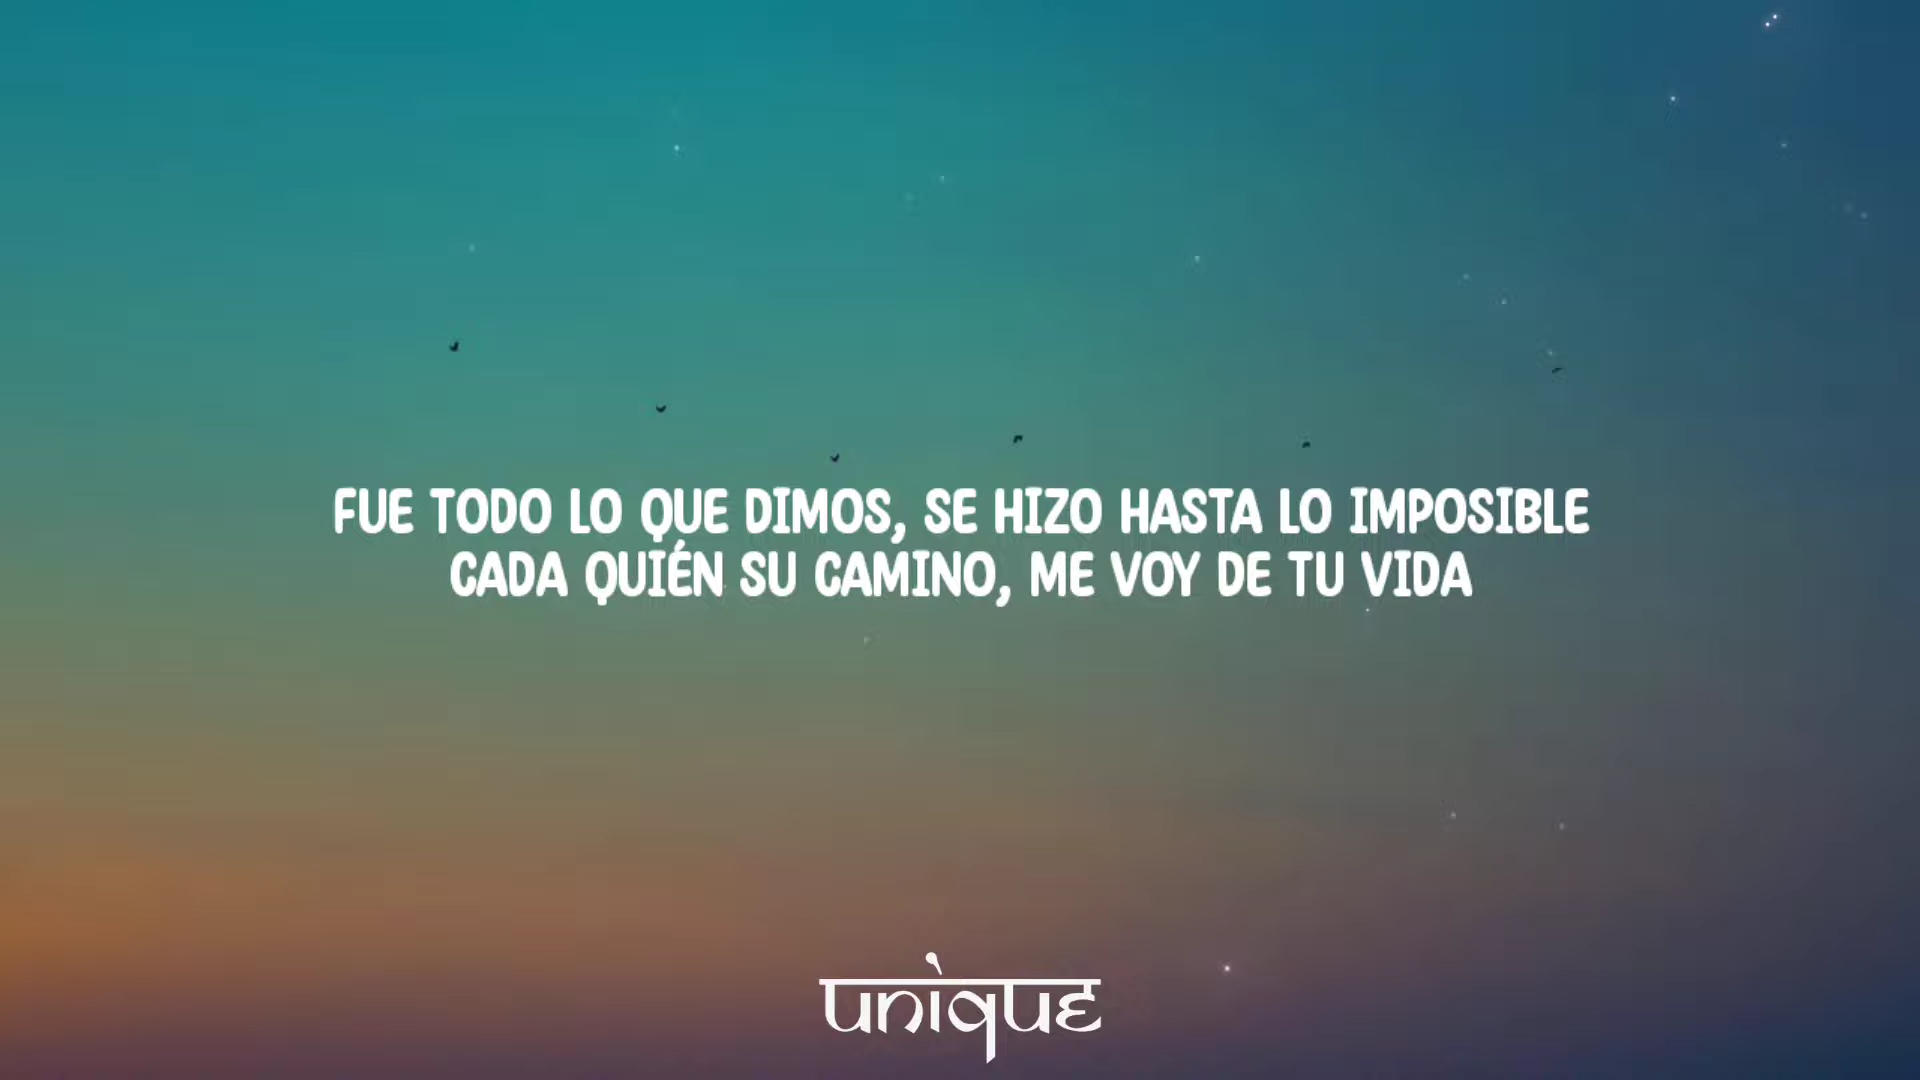 FUE TODO LO QUE DIMOS, SE HIZO HASTA LO IMPOSIBLE
CADA QUIÉN SU CAMINO, ME VOY DE TU VIDA
unique